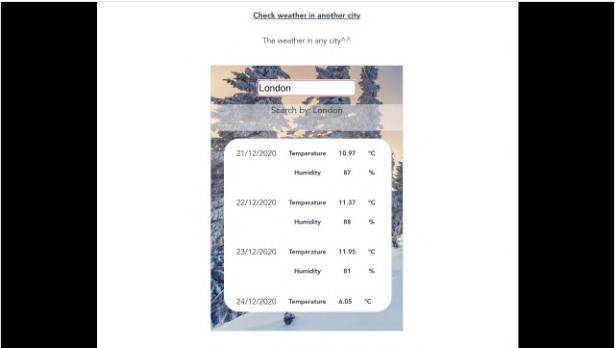 Check weather in another city
The weather in any city^^
London
Search by: London
21/12/2020 Temperature 10.97 °C
Humidity 87 %
22/12/2020 Temperature 11.37 °C
Humidity 88 %
23/12/2020 Temperature 11.95 °C
Humidity 81 %
24/12/2020 Temperature 6.05 °C